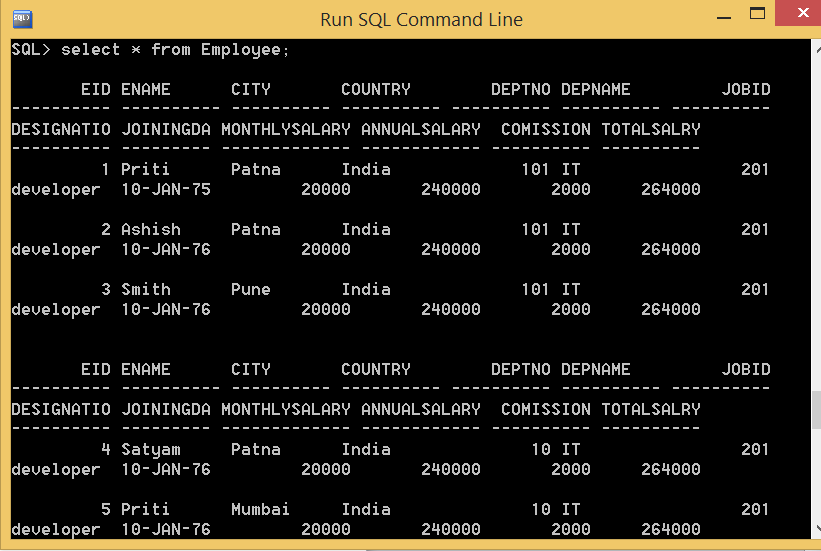 SQL>
Run SQL Command Line
SQL> select * from Employee;
EID ENAME CITY COUNTRY DEPTNO DEPNAME JOBID
---------- ---------- ---------- ---------- ---------- ---------- ----------
DESIGNATIO JOININGDA MONTHLYSALARY ANNUALSALARY COMISSION TOTALSALRY
---------- --------- ------------- ------------ ---------- ----------
1 Priti Patna India 101 IT 201
developer 10-JAN-75 20000 240000 2000 264000
2 Ashish Patna India 101 IT 201
developer 10-JAN-76 20000 240000 2000 264000
3 Smith Pune India 101 IT 201
developer 10-JAN-76 20000 240000 2000 264000
EID ENAME CITY COUNTRY DEPTNO DEPNAME JOBID
---------- ---------- ---------- ---------- ---------- ---------- ----------
DESIGNATIO JOININGDA MONTHLYSALARY ANNUALSALARY COMISSION TOTALSALRY
---------- --------- ------------- ------------ ---------- ----------
4 Satyam Patna India 10 IT 201
developer 10-JAN-76 20000 240000 2000 264000
5 Priti Mumbai India 10 IT 201
developer 10-JAN-76 20000 240000 2000 264000